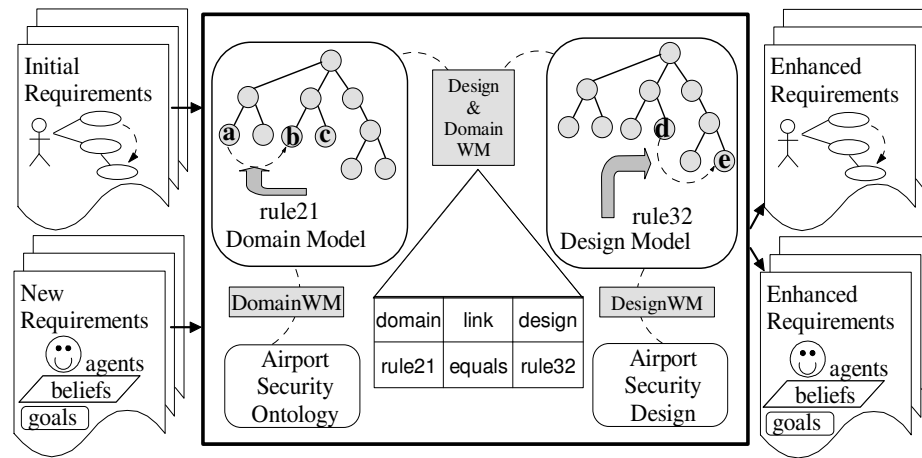 Initial
Requirements
New
Requirements
agents
beliefs
goals
a
b
c
rule21
Domain Model
DomainWM
Airport
Security
Ontology
Design
&
Domain
WM
domain link design
rule21 equals rule32
d
e
rule32
Design Model
DesignWM
Airport
Security
Design
Enhanced
Requirements
Enhanced
Requirements
agents
beliefs
goals